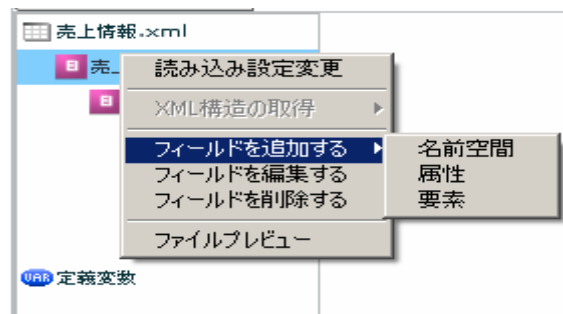 売上情報.xml
売
読み込み設定変更
XML構造の取得
フィールドを追加する
名前空間
フィールドを編集する
属性
フィールドを削除する
要素
ファイルプレビュー
VAR 定義変数